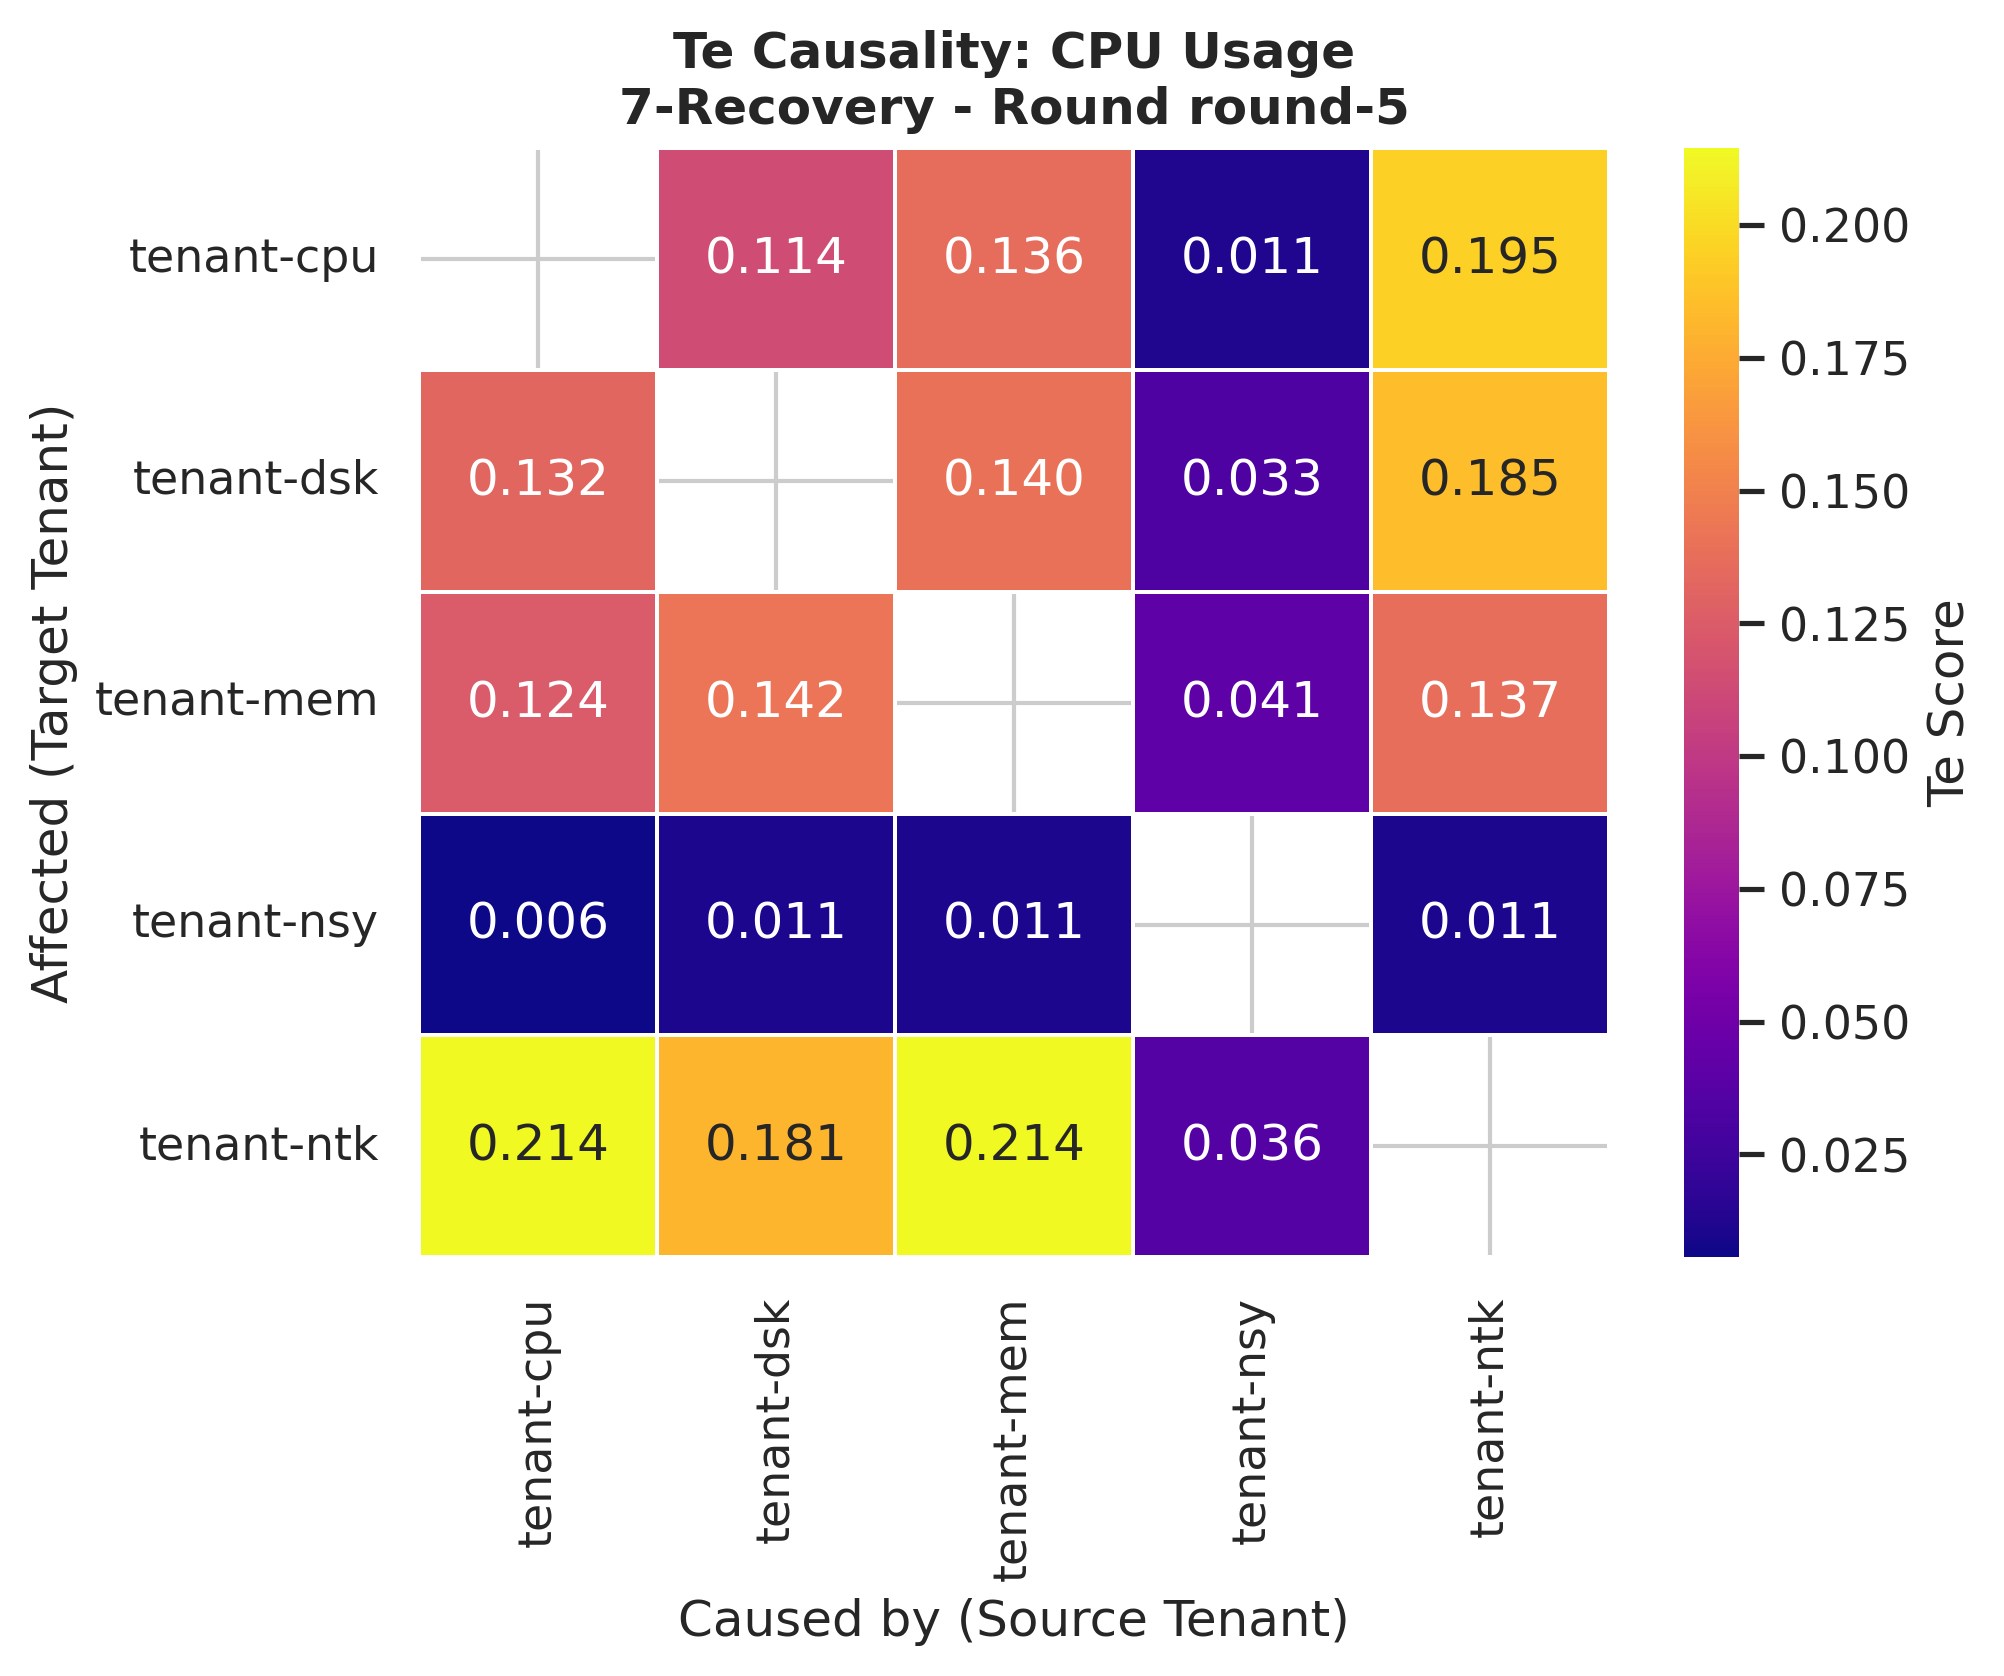 Te Causality: CPU Usage
7-Recovery - Round round-5
tenant-cpu
0.114 0.136 0.011 0.195
tenant-dsk
0.132 0.140 0.033 0.185
tenant-mem
0.124 0.142 0.041 0.137
tenant-nsy
0.006 0.011 0.011 0.011
tenant-ntk
0.214 0.181 0.214 0.036
Affected (Target Tenant)
tenant-cpu
tenant-dsk
tenant-mem
tenant-nsy
tenant-ntk
Caused by (Source Tenant)
0.200
0.175
0.150
0.125
0.100
0.075
0.050
0.025
Te Score